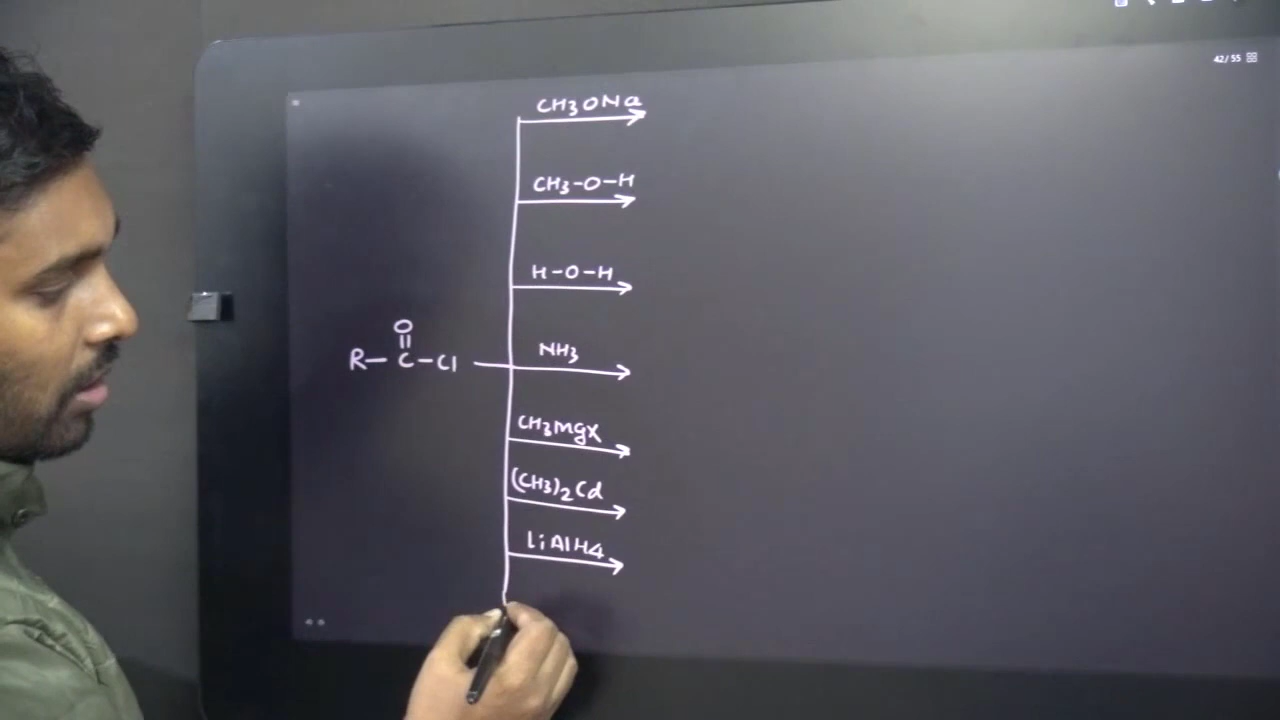 42/55
CH3ONa
CH3-O-H
H-O-H
O
R-C-Cl
NH3
CH3MgX
(CH3)2Cd
LiAlH4